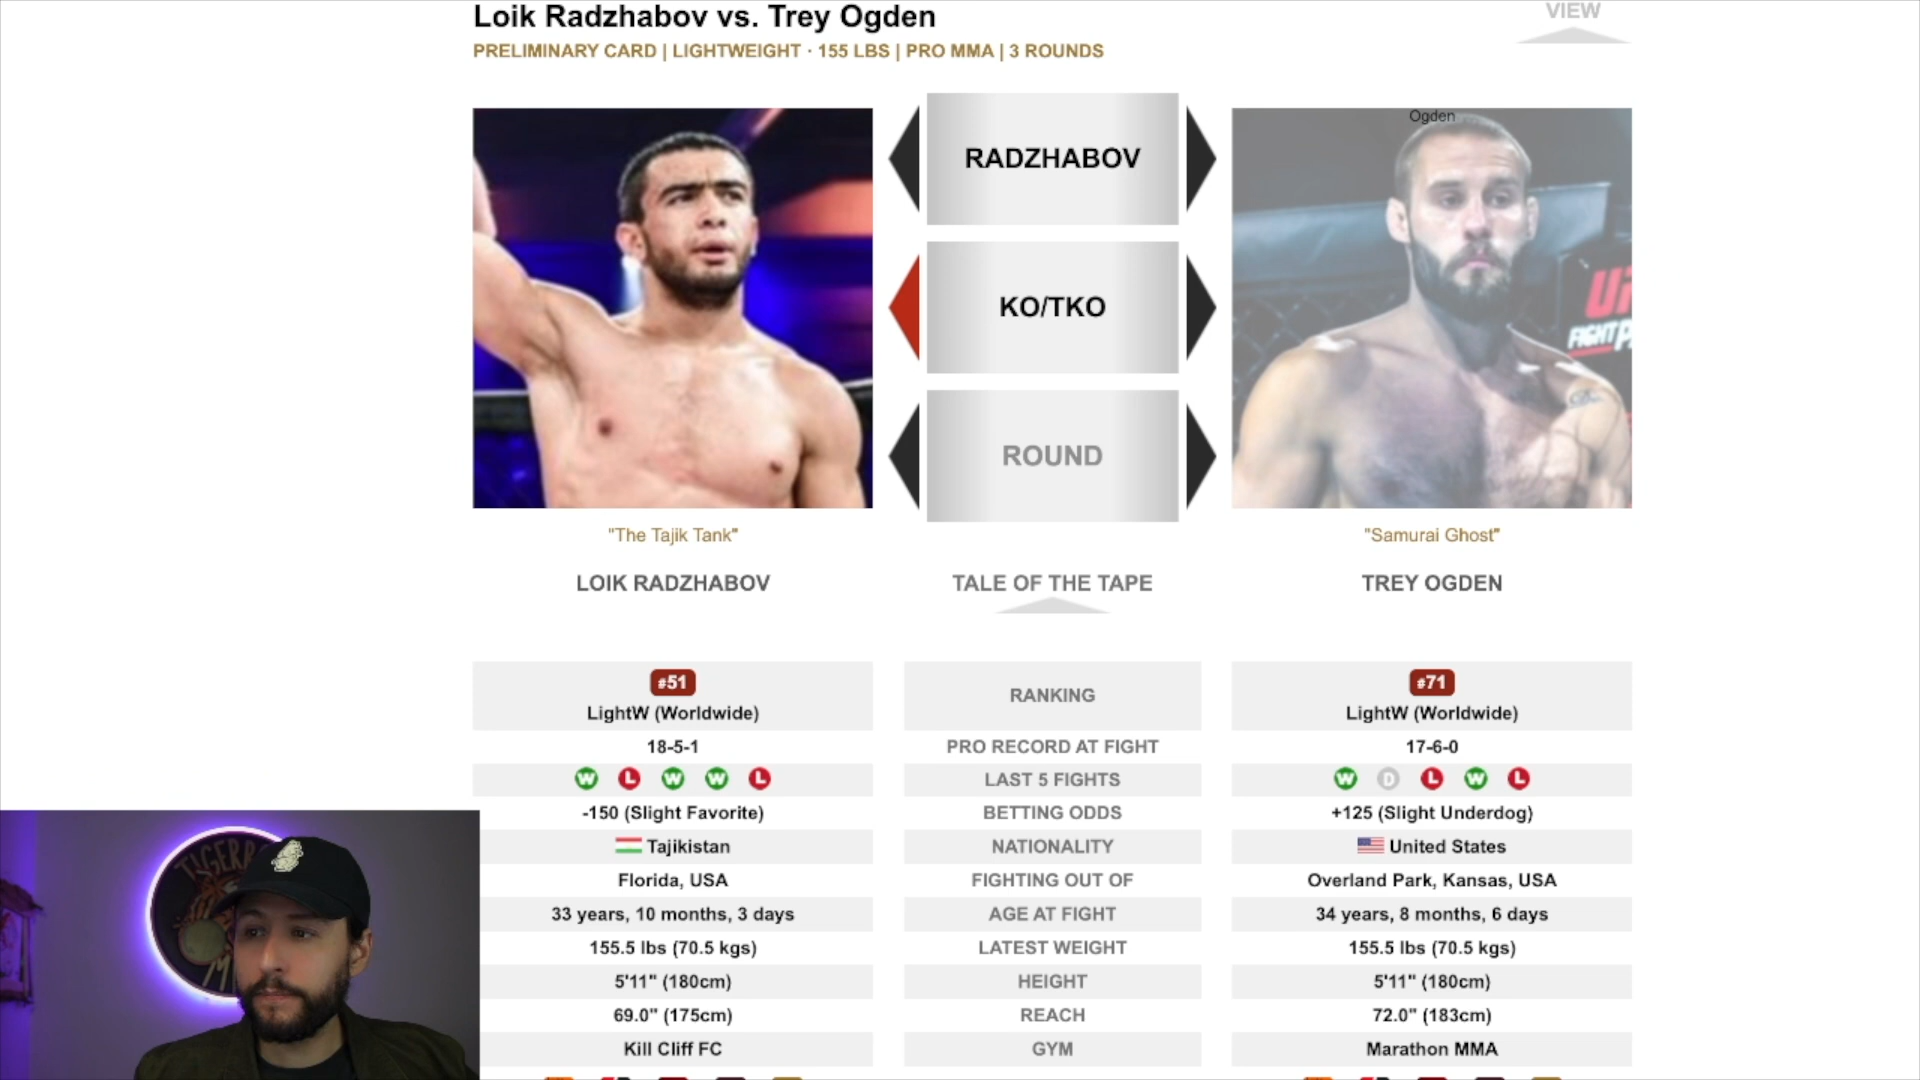 Loik Radzhabov vs. Trey Ogden
VIEW
PRELIMINARY CARD | LIGHTWEIGHT · 155 LBS | PRO MMA | 3 ROUNDS
RADZHABOV
Ogden
KO/TKO
FIGHT
ROUND
"The Tajik Tank"
"Samurai Ghost"
LOIK RADZHABOV
TALE OF THE TAPE
TREY OGDEN
#51
LightW (Worldwide)
RANKING
#71
LightW (Worldwide)
18-5-1
PRO RECORD AT FIGHT
17-6-0
W L W W L
LAST 5 FIGHTS
W D L W L
-150 (Slight Favorite)
BETTING ODDS
+125 (Slight Underdog)
Tajikistan
NATIONALITY
United States
Florida, USA
FIGHTING OUT OF
Overland Park, Kansas, USA
33 years, 10 months, 3 days
AGE AT FIGHT
34 years, 8 months, 6 days
155.5 lbs (70.5 kgs)
LATEST WEIGHT
155.5 lbs (70.5 kgs)
5'11" (180cm)
HEIGHT
5'11" (180cm)
69.0" (175cm)
REACH
72.0" (183cm)
Kill Cliff FC
GYM
Marathon MMA